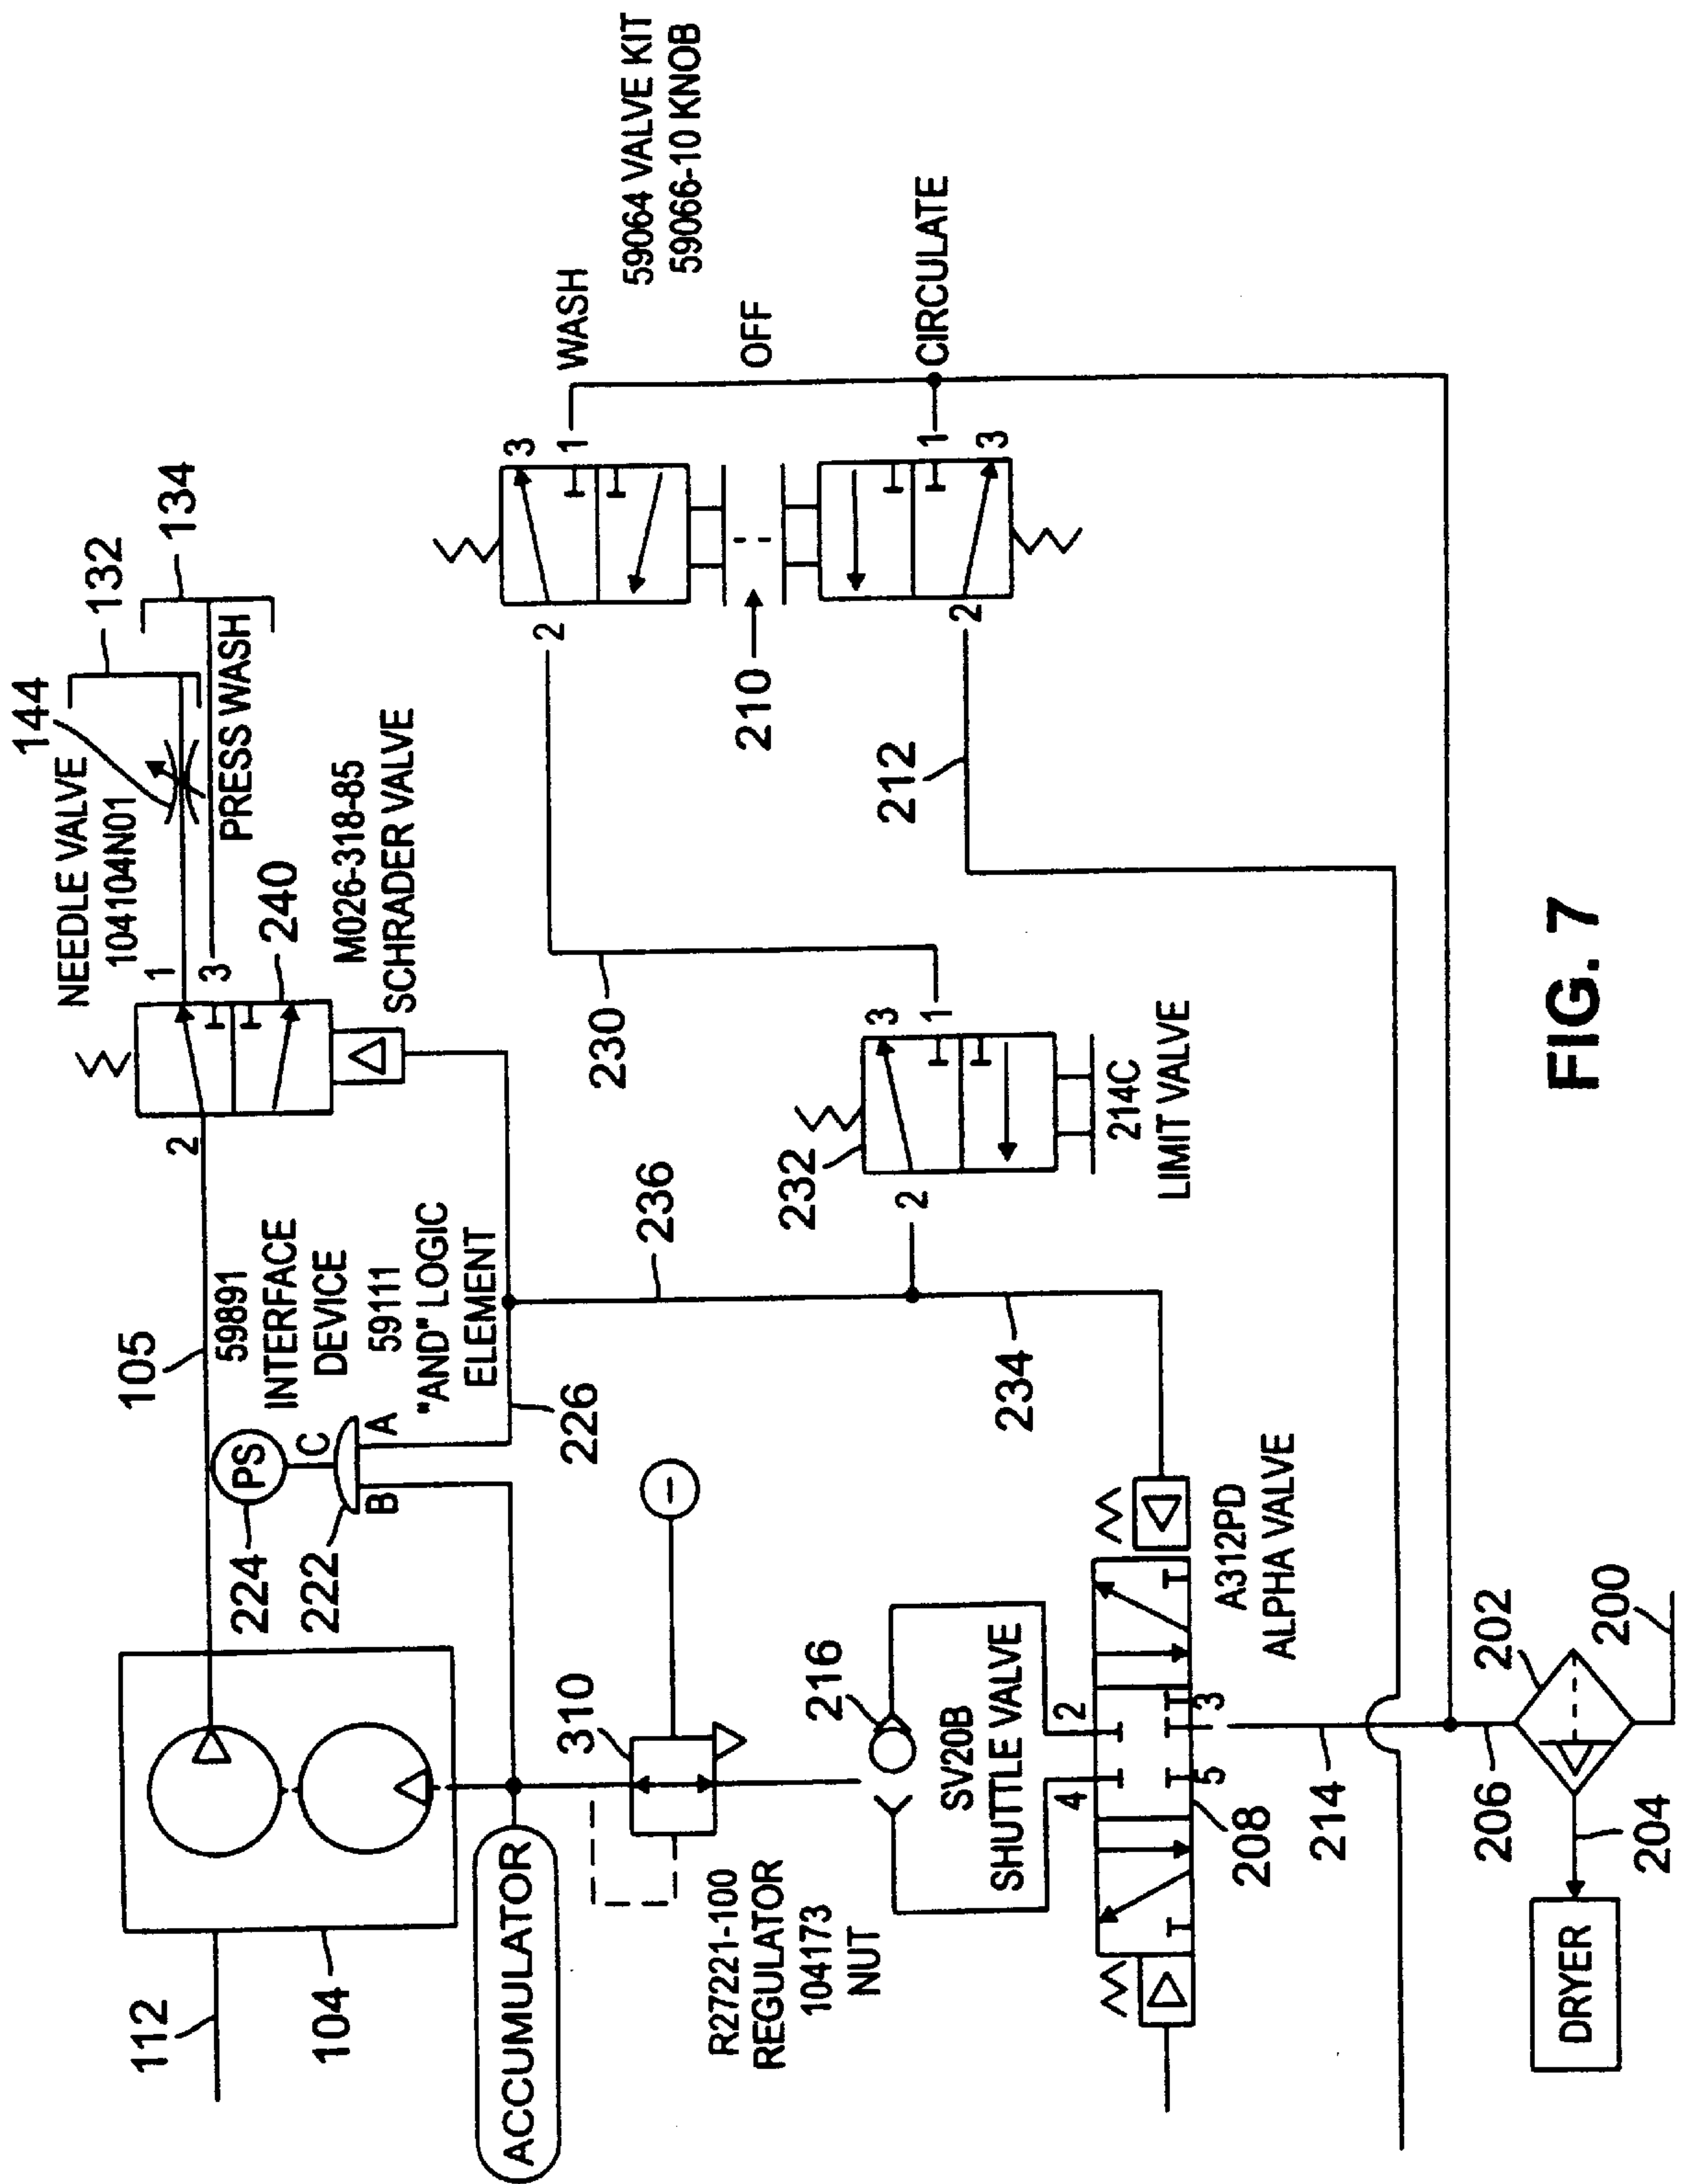 112
104
105
2
1
3
NEEDLE VALVE
104104N01
144
132
134
PRESS WASH
240
M026-318-85
SCHRADER VALVE
224
PS
C
222
B
A
59891
INTERFACE
DEVICE
59111
"AND" LOGIC
ELEMENT
226
236
ACCUMULATOR
310
R27221-100
REGULATOR
104173
NUT
216
SV20B
SHUTTLE VALVE
4
2
5
3
208
A312PD
ALPHA VALVE
234
230
232
2
3
1
214C
LIMIT VALVE
2
3
1
WASH
59064 VALVE KIT
59066-10 KNOB
OFF
210
CIRCULATE
1
3
2
212
214
206
202
200
204
DRYER
FIG. 7